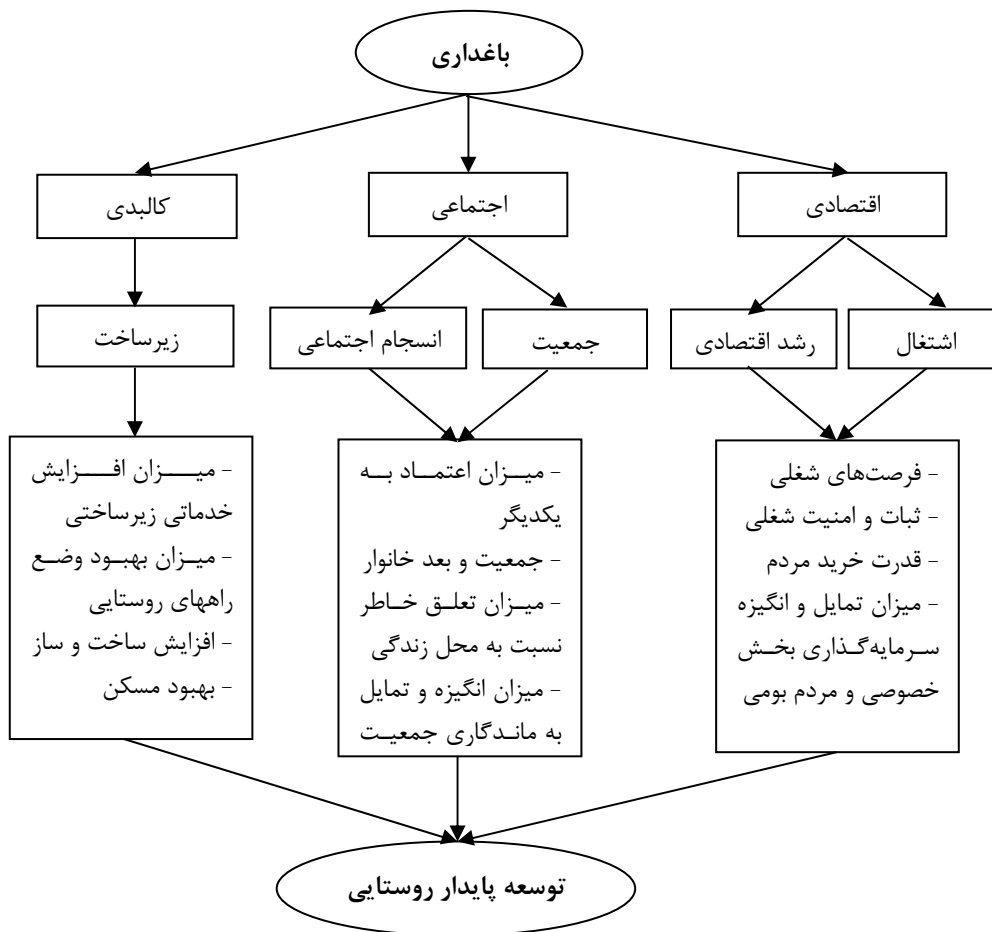 باغداری
اقتصادی
اجتماعی
کالبدی
اشتغال
رشد اقتصادی
جمعیت
انسجام اجتماعی
زیرساخت
- فرصت‌های شغلی
- ثبات و امنیت شغلی
- قدرت خرید مردم
- میزان تمایل و انگیزه
سرمایه‌گذاری بخش
خصوصی و مردم بومی
- میزان اعتماد به
یکدیگر
- جمعیت و بعد خانوار
- میزان تعلق خاطر
نسبت به محل زندگی
- میزان انگیزه و تمایل
به ماندگاری جمعیت
- میزان افزایش
خدماتی زیرساختی
- میزان بهبود وضع
راههای روستایی
- افزایش ساخت و ساز
- بهبود مسکن
توسعه پایدار روستایی